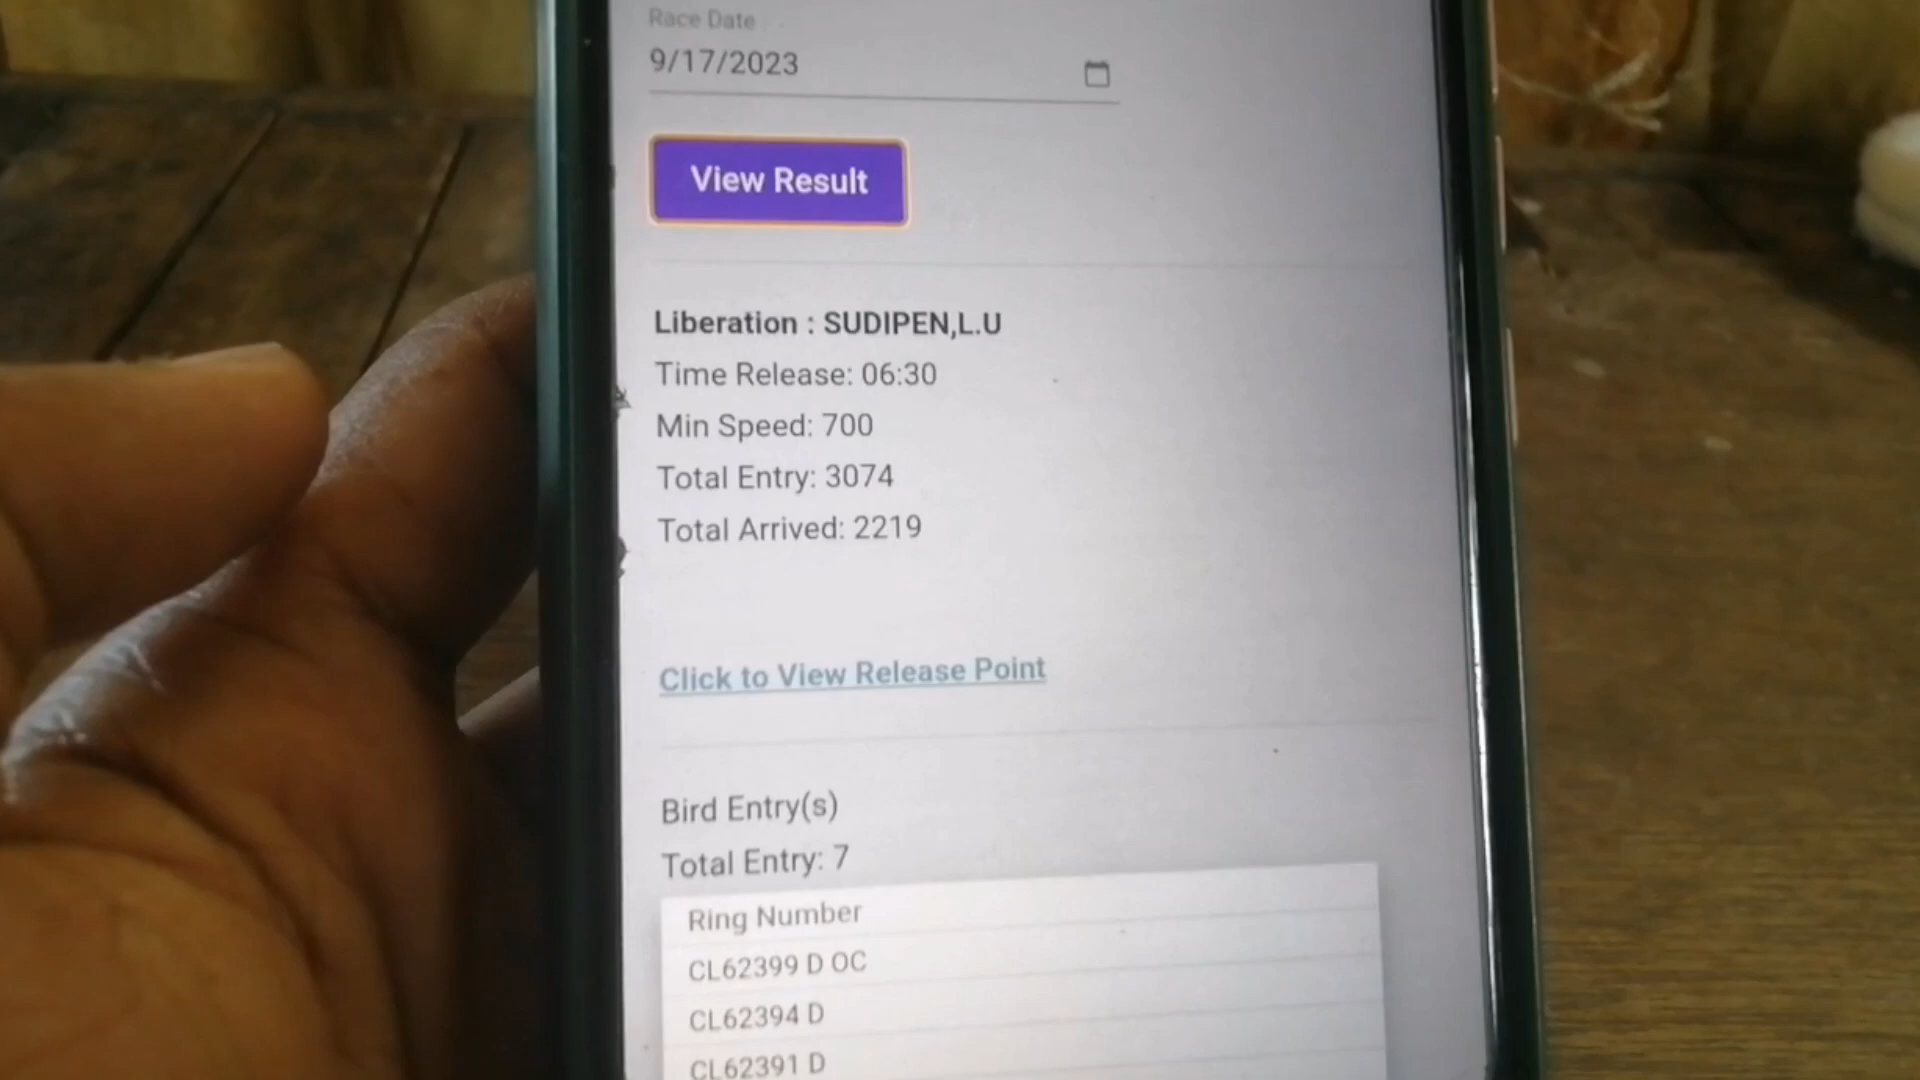 Race Date
9/17/2023
View Result
Liberation : SUDIPEN,L.U
Time Release: 06:30
Min Speed: 700
Total Entry: 3074
Total Arrived: 2219
Click to View Release Point
Bird Entry(s)
Total Entry: 7
Ring Number
CL62399 D OC
CL62394 D
CL62391 D